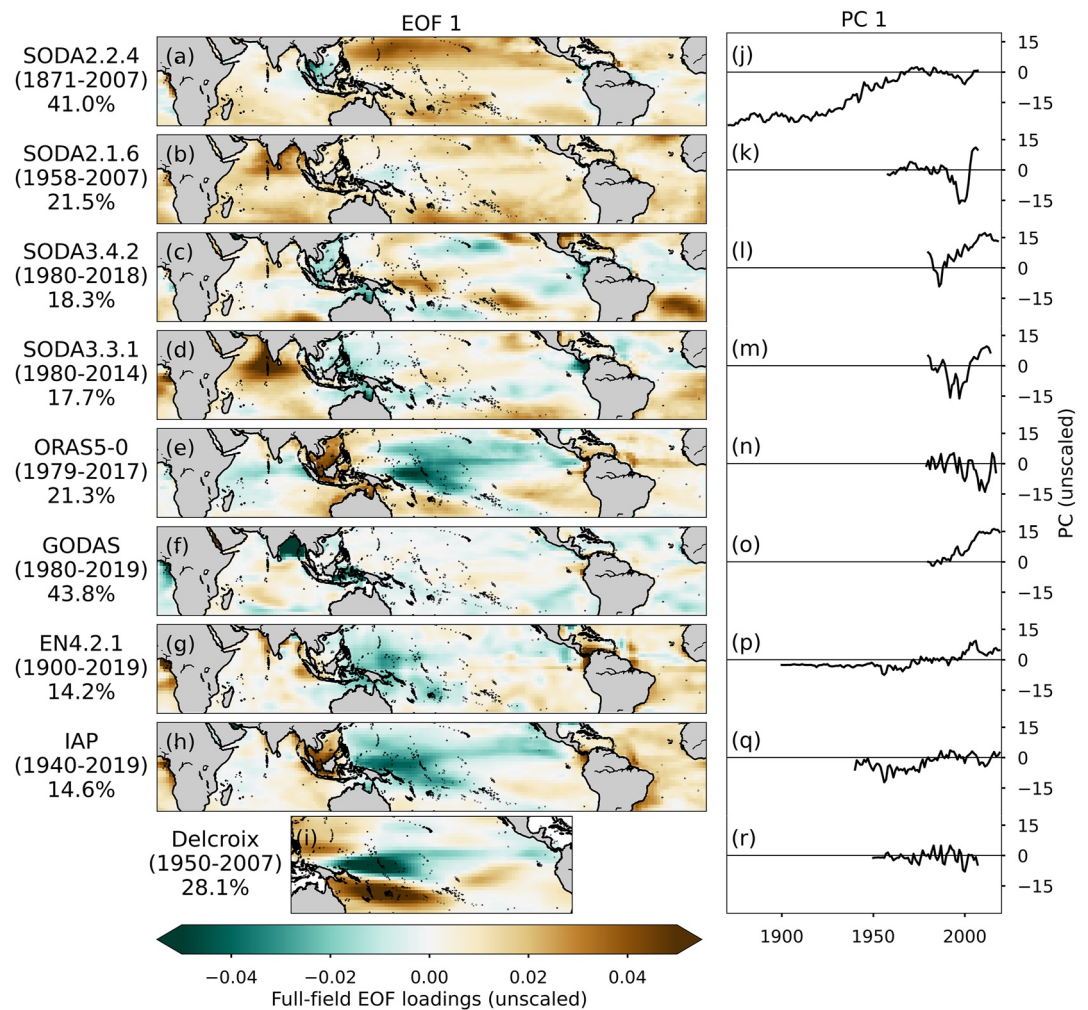 EOF 1
PC 1
SODA2.2.4
(1871-2007)
41.0%
(a)
(j)
15
0
−15
SODA2.1.6
(1958-2007)
21.5%
(b)
(k)
15
0
−15
SODA3.4.2
(1980-2018)
18.3%
(c)
(l)
15
0
−15
SODA3.3.1
(1980-2014)
17.7%
(d)
(m)
15
0
−15
ORAS5-0
(1979-2017)
21.3%
(e)
(n)
15
0
−15
GODAS
(1980-2019)
43.8%
(f)
(o)
15
0
−15
EN4.2.1
(1900-2019)
14.2%
(g)
(p)
15
0
−15
IAP
(1940-2019)
14.6%
(h)
(q)
15
0
−15
Delcroix
(1950-2007)
28.1%
(i)
(r)
15
0
−15
PC (unscaled)
1900
1950
2000
−0.04
−0.02
0.00
0.02
0.04
Full-field EOF loadings (unscaled)